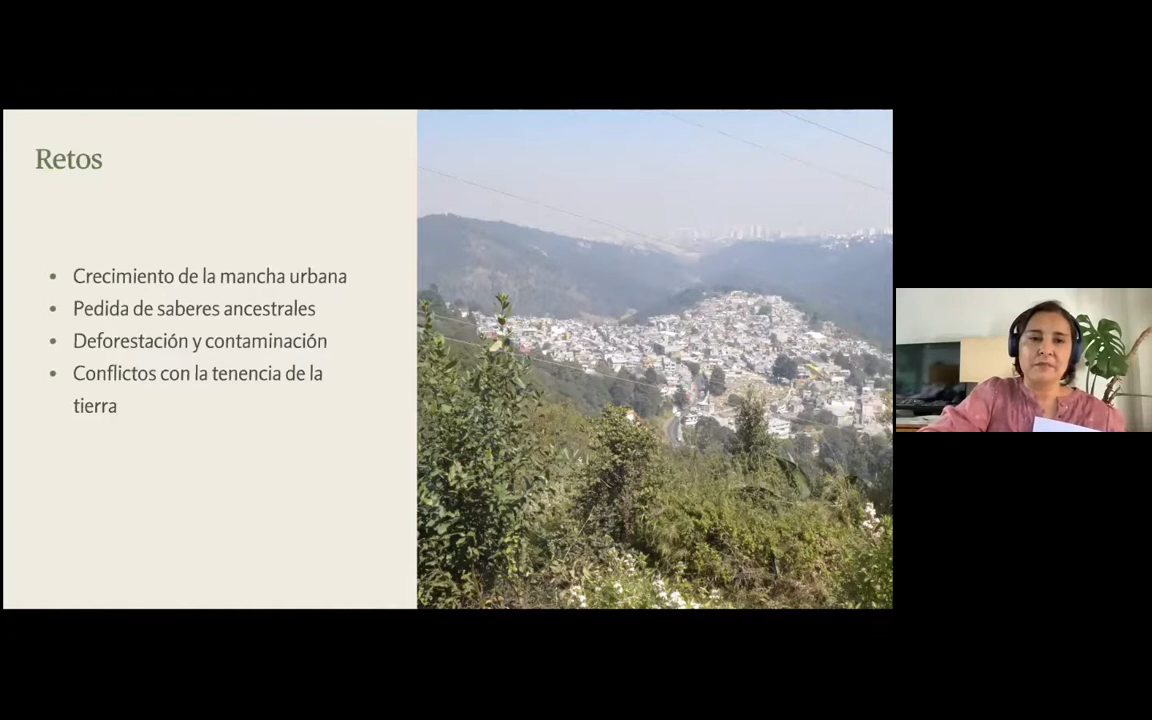 Retos
Crecimiento de la mancha urbana
Pedida de saberes ancestrales
Deforestación y contaminación
Conflictos con la tenencia de la
tierra